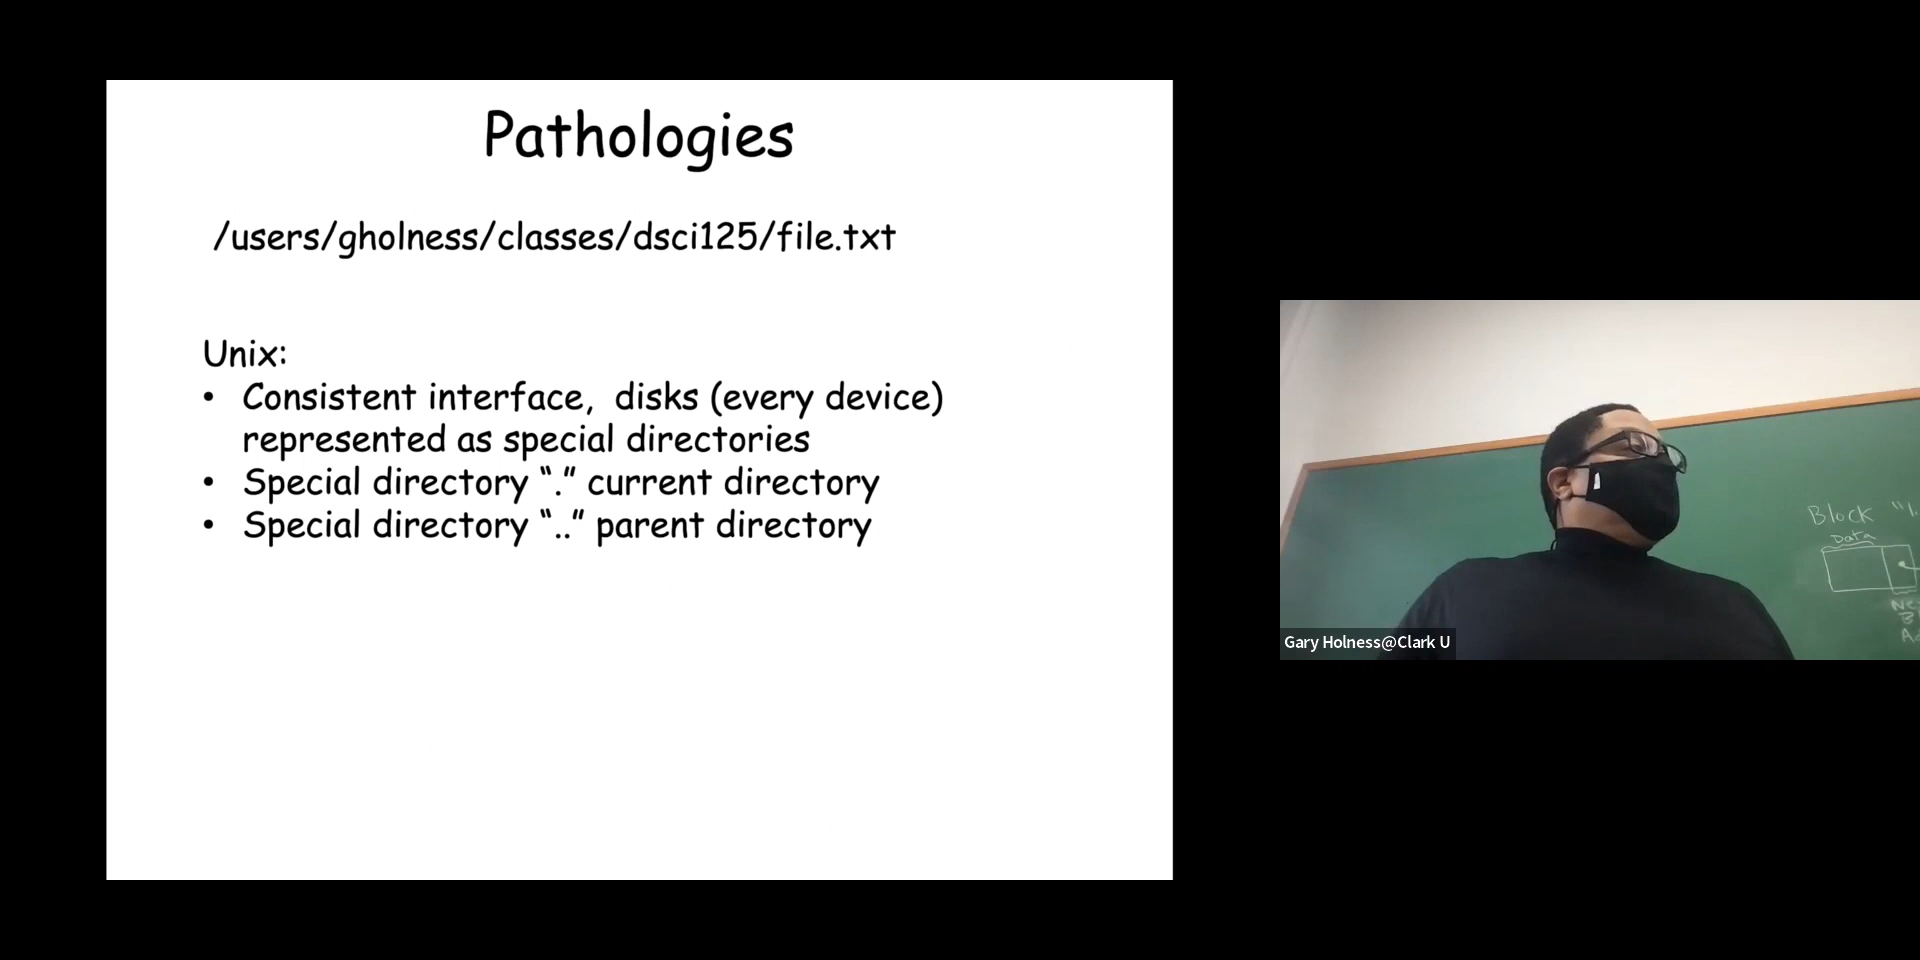 Pathologies
/users/gholness/classes/dsci125/file.txt
Unix:
• Consistent interface,  disks (every device)
represented as special directories
• Special directory “.” current directory
• Special directory “..” parent directory
Block "1.
Data
Gary Holness@Clark U